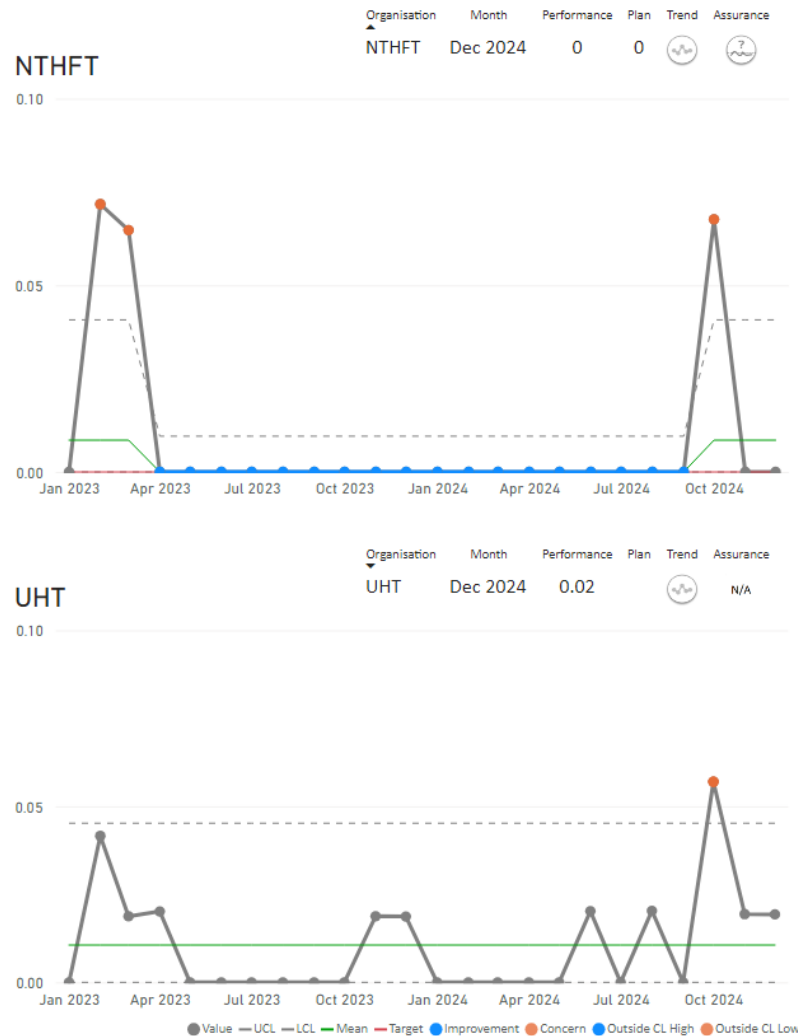 Organisation Month Performance Plan Trend Assurance
NTHFT Dec 2024 0 0 ?
NTHFT
0.10
0.05
0.00
Jan 2023 Apr 2023 Jul 2023 Oct 2023 Jan 2024 Apr 2024 Jul 2024 Oct 2024
Organisation Month Performance Plan Trend Assurance
UHT Dec 2024 0.02 N/A
UHT
0.10
0.05
0.00
Jan 2023 Apr 2023 Jul 2023 Oct 2023 Jan 2024 Apr 2024 Jul 2024 Oct 2024
Value UCL LCL Mean Target Improvement Concern Outside CL High Outside CL Low